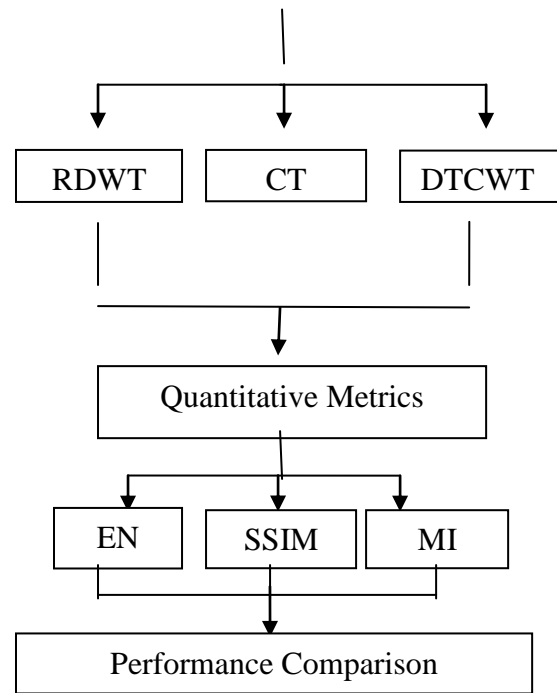 RDWT
CT
DTCWT
Quantitative Metrics
EN
SSIM
MI
Performance Comparison